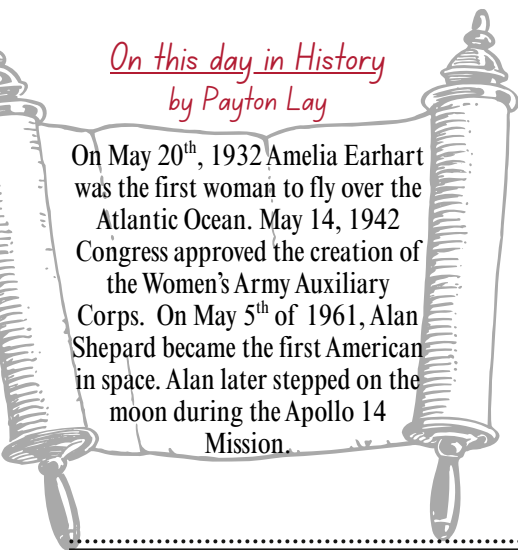 On this day in History
by Payton Lay
On May 20th, 1932 Amelia Earhart
was the first woman to fly over the
Atlantic Ocean. May 14, 1942
Congress approved the creation of
the Women's Army Auxiliary
Corps. On May 5th of 1961, Alan
Shepard became the first American
in space. Alan later stepped on the
moon during the Apollo 14
Mission.